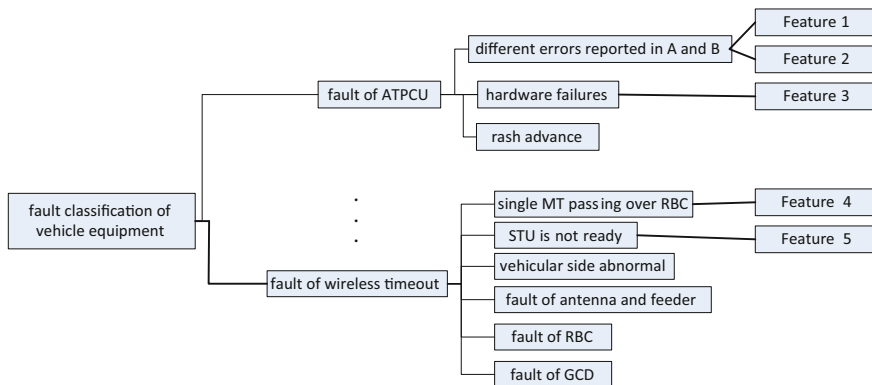 fault classification of
vehicle equipment
fault of ATPCU
different errors reported in A and B
Feature 1
Feature 2
hardware failures
Feature 3
rash advance
.
.
.
fault of wireless timeout
single MT passing over RBC
Feature 4
STU is not ready
Feature 5
vehicular side abnormal
fault of antenna and feeder
fault of RBC
fault of GCD